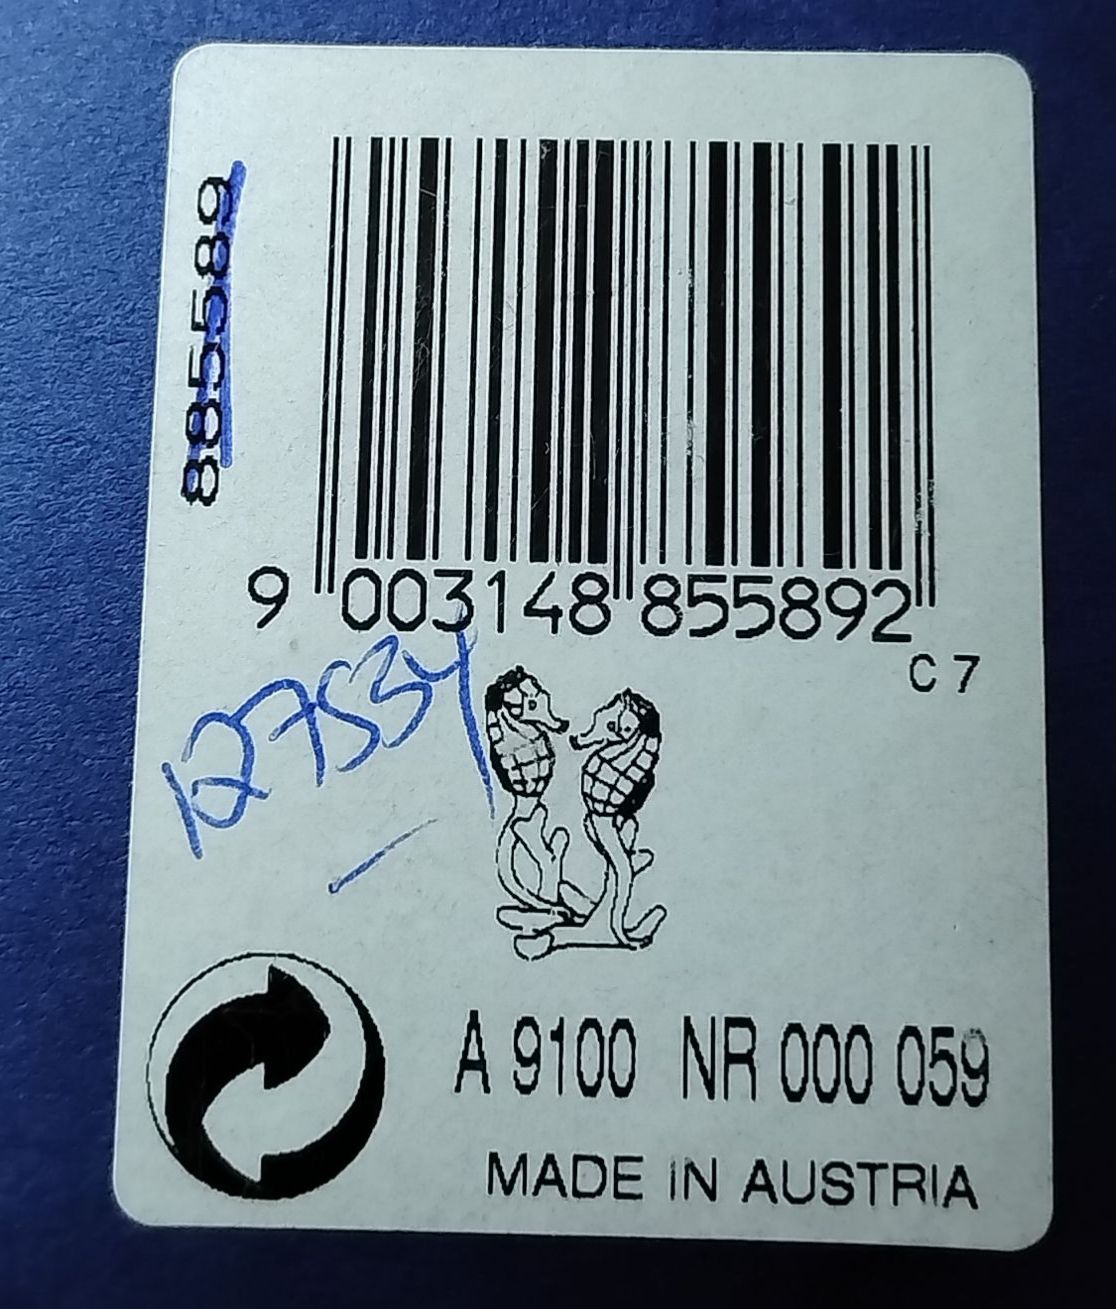 885589
9 003148 855892
C 7
127534
A 9100 NR 000 059
MADE IN AUSTRIA